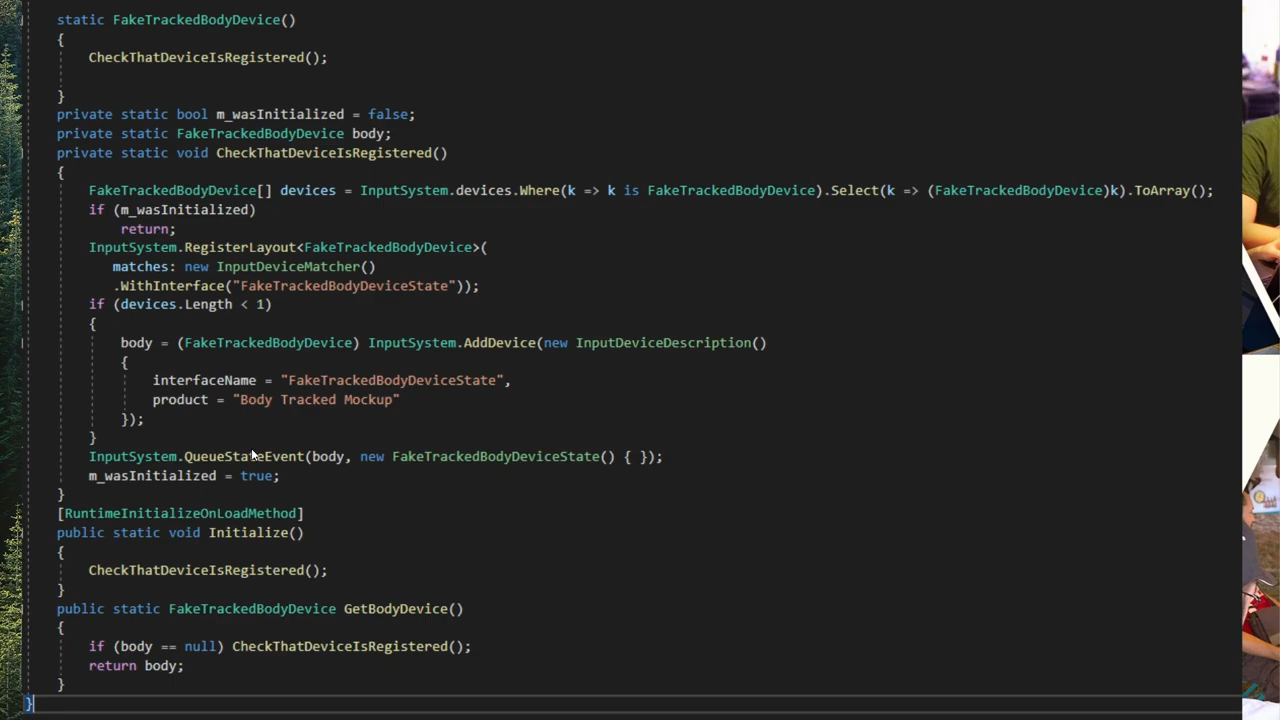 static FakeTrackedBodyDevice()
{
CheckThatDeviceIsRegistered();
}
private static bool m_wasInitialized = false;
private static FakeTrackedBodyDevice body;
private static void CheckThatDeviceIsRegistered()
{
FakeTrackedBodyDevice[] devices = InputSystem.devices.Where(k => k is FakeTrackedBodyDevice).Select(k => (FakeTrackedBodyDevice)k).ToArray();
if (m_wasInitialized)
return;
InputSystem.RegisterLayout<FakeTrackedBodyDevice>(
matches: new InputDeviceMatcher()
.WithInterface("FakeTrackedBodyDeviceState"));
if (devices.Length < 1)
{
body = (FakeTrackedBodyDevice) InputSystem.AddDevice(new InputDeviceDescription()
{
interfaceName = "FakeTrackedBodyDeviceState",
product = "Body Tracked Mockup"
});
}
InputSystem.QueueStateEvent(body, new FakeTrackedBodyDeviceState() { });
m_wasInitialized = true;
}
[RuntimeInitializeOnLoadMethod]
public static void Initialize()
{
CheckThatDeviceIsRegistered();
}
public static FakeTrackedBodyDevice GetBodyDevice()
{
if (body == null) CheckThatDeviceIsRegistered();
return body;
}
}